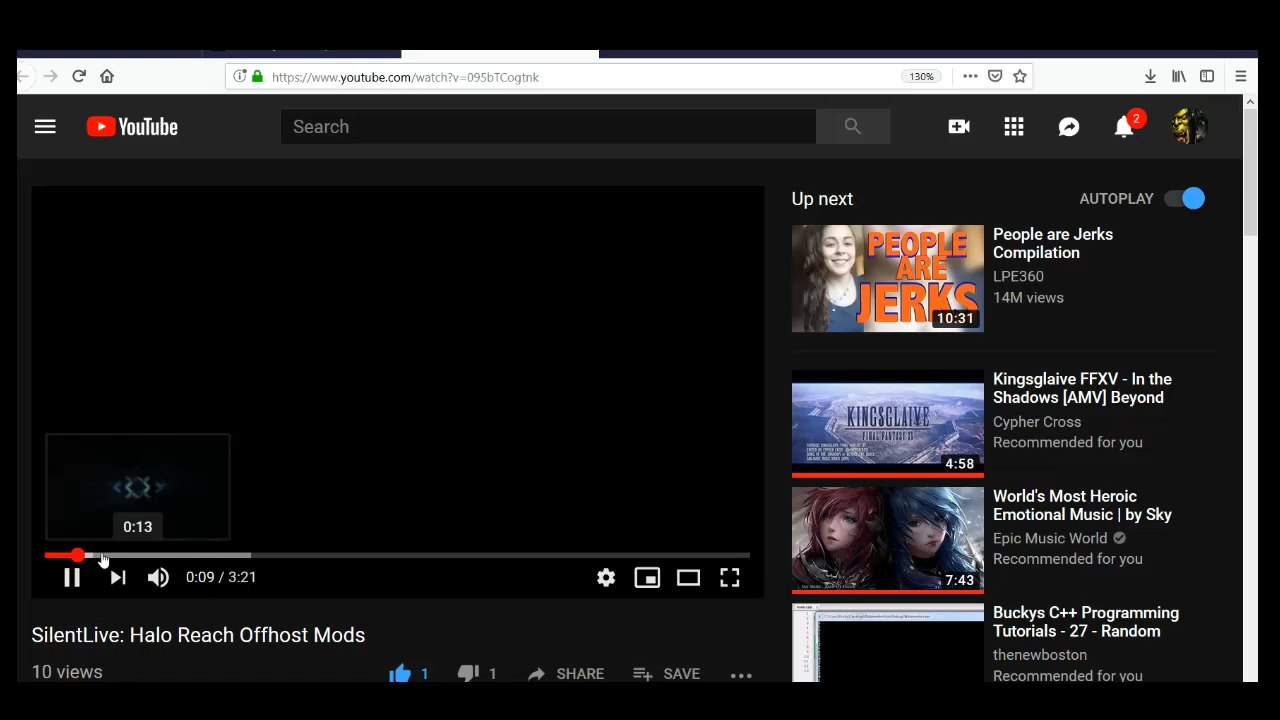 https://www.youtube.com/watch?v=095bTCogtnk
130%
YouTube
Search
2
Up next
AUTOPLAY
PEOPLE
ARE
JERKS
10:31
People are Jerks
Compilation
LPE360
14M views
KINGSGLAIVE
FINAL FANTASY XV
4:58
Kingsglaive FFXV - In the
Shadows [AMV] Beyond
Cypher Cross
Recommended for you
7:43
World's Most Heroic
Emotional Music | by Sky
Epic Music World
Recommended for you
Buckys C++ Programming
Tutorials - 27 - Random
thenewboston
Recommended for you
0:13
0:09 / 3:21
SilentLive: Halo Reach Offhost Mods
10 views
1
1
SHARE
SAVE